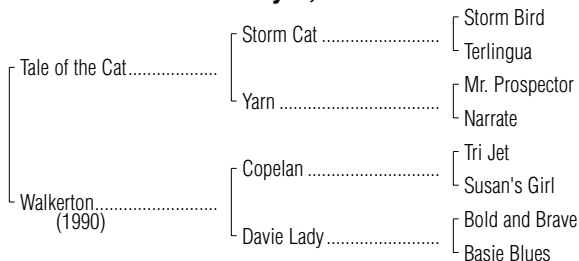 Storm Bird
Storm Cat ..............................
Terlingua
Tale of the Cat....................
Mr. Prospector
Yarn .........................................
Narrate
Tri Jet
Copelan ..................................
Susan's Girl
Walkerton...........................
(1990)
Bold and Brave
Davie Lady.............................
Basie Blues